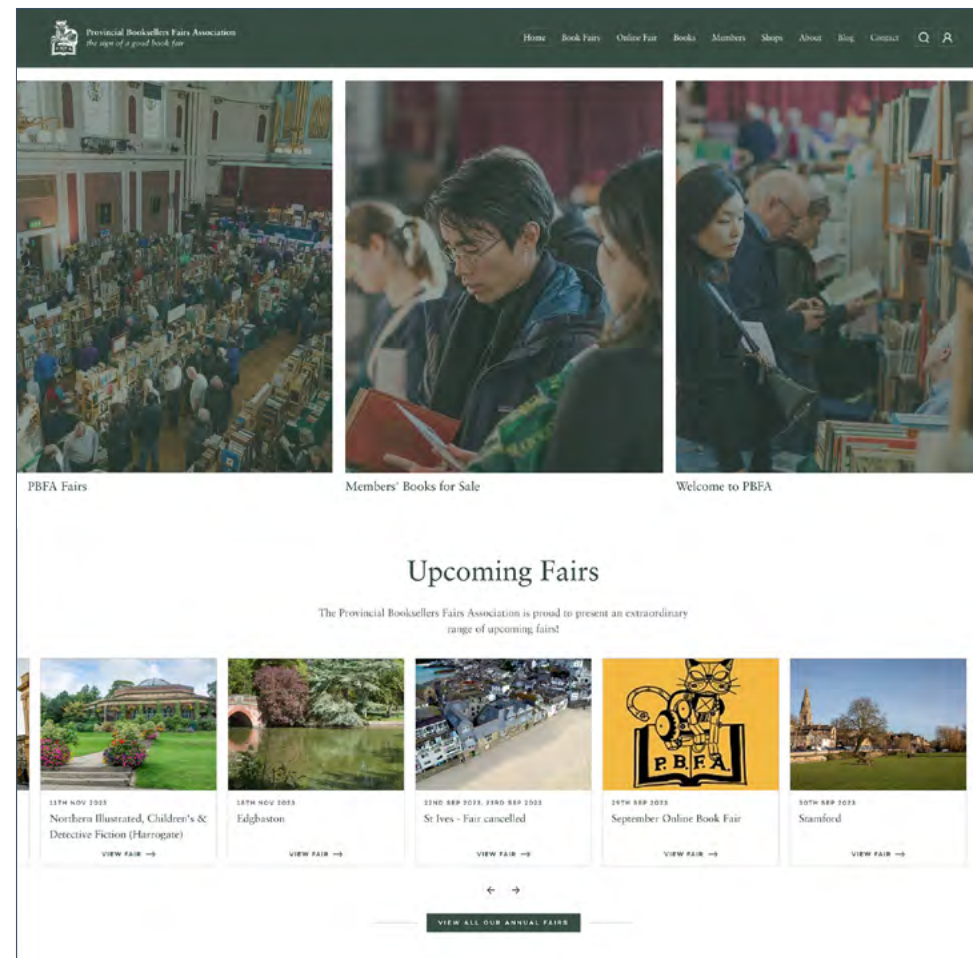 Provincial Booksellers Fairs Association
the sign of a good book fair
Home Book Fairs Online Fair Books Members Shops About Blog Contact
PBFA Fairs
Members' Books for Sale
Welcome to PBFA
Upcoming Fairs
The Provincial Booksellers Fairs Association is proud to present an extraordinary
range of upcoming fairs!
P.B.F.A.
11TH NOV 2023
Northern Illustrated, Children's &
Detective Fiction (Harrogate)
VIEW FAIR →
18TH NOV 2023
Edgbaston
VIEW FAIR →
22ND SEP 2023, 23RD SEP 2023
St Ives - Fair cancelled
VIEW FAIR →
29TH SEP 2023
September Online Book Fair
VIEW FAIR →
30TH SEP 2023
Stamford
VIEW FAIR →
← →
VIEW ALL OUR ANNUAL FAIRS